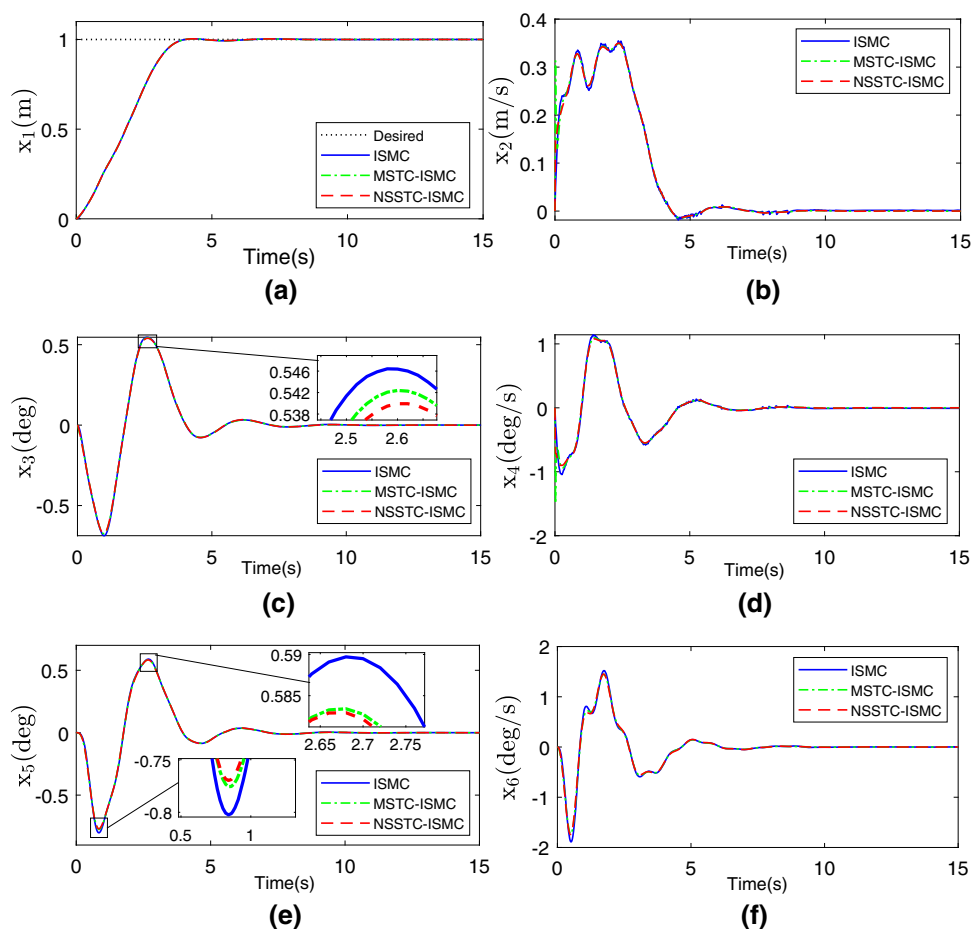 1
0.5
0
x1(m)
Desired
ISMC
MSTC-ISMC
NSSTC-ISMC
0 5 10 15
Time(s)
(a)
0.4
0.3
0.2
0.1
0
x2(m/s)
ISMC
MSTC-ISMC
NSSTC-ISMC
0 5 10 15
Time(s)
(b)
0.5
0
-0.5
x3(deg)
0.546
0.542
0.538
2.5 2.6
ISMC
MSTC-ISMC
NSSTC-ISMC
0 5 10 15
Time(s)
(c)
1
0
-1
-2
x4(deg/s)
ISMC
MSTC-ISMC
NSSTC-ISMC
0 5 10 15
Time(s)
(d)
0.5
0
-0.5
x5(deg)
0.59
0.585
2.65 2.7 2.75
-0.75
-0.8
0.5 1
ISMC
MSTC-ISMC
NSSTC-ISMC
0 5 10 15
Time(s)
(e)
2
1
0
-1
-2
x6(deg/s)
ISMC
MSTC-ISMC
NSSTC-ISMC
0 5 10 15
Time(s)
(f)